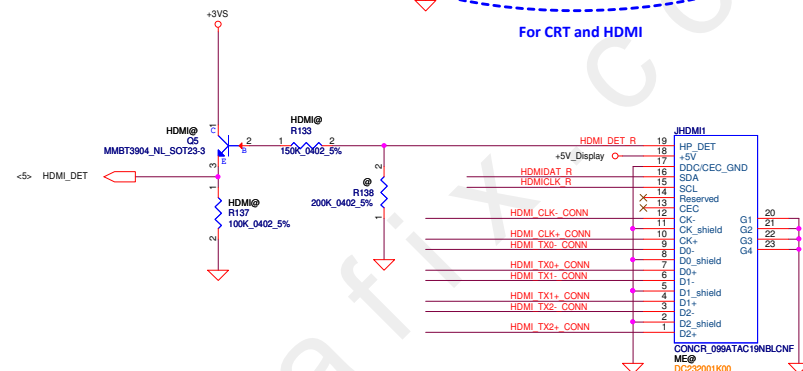 +3VS
For CRT and HDMI
HDMI@
Q5
MMBT3904_NL_SOT23-3
1
C
2
B
E
3
HDMI@
R133
1
2
150K_0402_5%
<5> HDMI_DET
1
HDMI@
R137
100K_0402_5%
2
2
@
R138
200K_0402_5%
1
JHDMI1
HDMI_DET_R 19 HP_DET
+5V_Display 18 +5V
17 DDC/CEC_GND
HDMIDAT_R 16 SDA
HDMICLK_R 15 SCL
14 Reserved
13 CEC
HDMI_CLK-_CONN 12 CK- G1 20
11 CK_shield G2 21
HDMI_CLK+_CONN 10 CK+ G3 22
HDMI_TX0-_CONN 9 D0- G4 23
8 D0_shield
HDMI_TX0+_CONN 7 D0+
HDMI_TX1-_CONN 6 D1-
5 D1_shield
HDMI_TX1+_CONN 4 D1+
HDMI_TX2-_CONN 3 D2-
2 D2_shield
HDMI_TX2+_CONN 1 D2+
CONCR_099ATAC19NBLCNF
ME@
DC232001K00
a f i x . c o